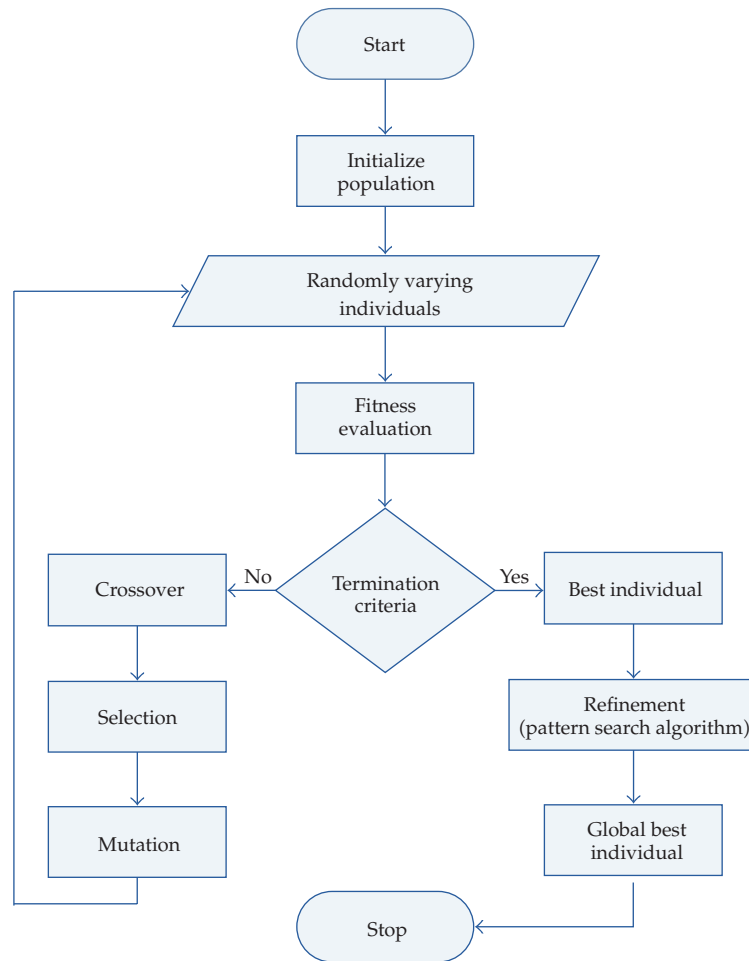 Start
Initialize
population
Randomly varying
individuals
Fitness
evaluation
Termination
criteria
No
Yes
Crossover
Selection
Mutation
Best individual
Refinement
(pattern search algorithm)
Global best
individual
Stop